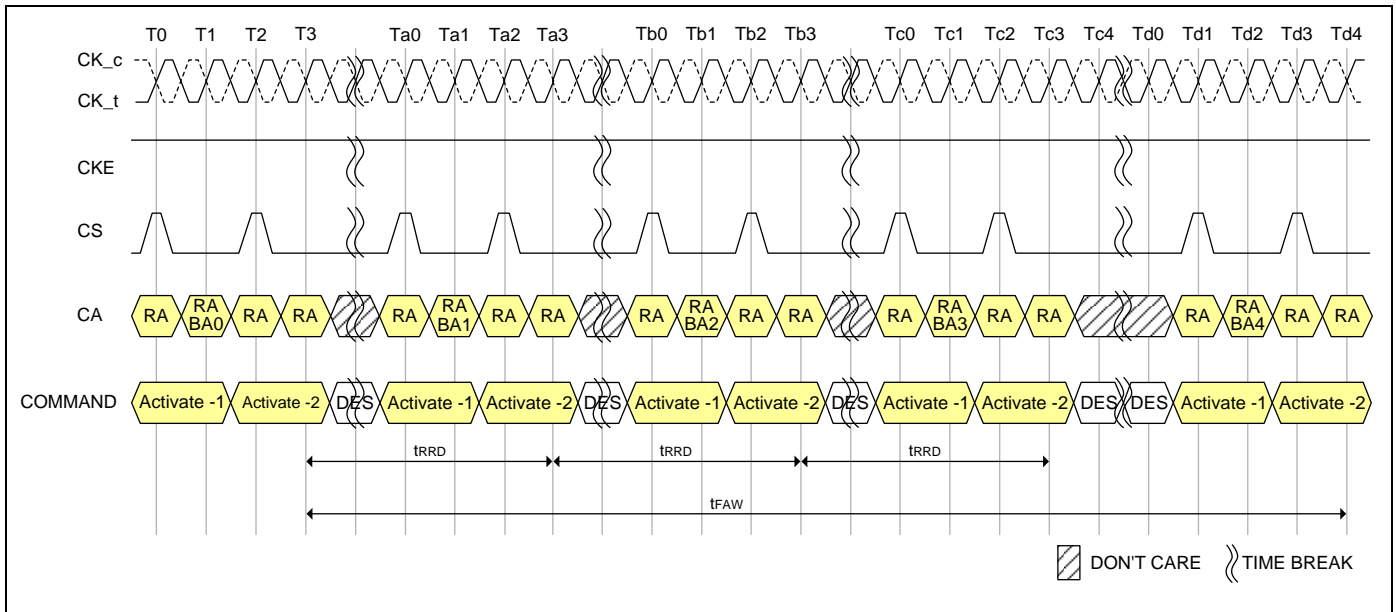 T0 T1 T2 T3 Ta0 Ta1 Ta2 Ta3 Tb0 Tb1 Tb2 Tb3 Tc0 Tc1 Tc2 Tc3 Tc4 Td0 Td1 Td2 Td3 Td4
CK_c
CK_t
CKE
CS
CA RA RA BA0 RA RA RA RA BA1 RA RA RA RA BA2 RA RA RA RA BA3 RA RA RA RA BA4 RA RA
COMMAND Activate -1 Activate -2 DES Activate -1 Activate -2 DES Activate -1 Activate -2 DES Activate -1 Activate -2 DES DES Activate -1 Activate -2
tRRD tRRD tRRD
tFAW
DON'T CARE TIME BREAK